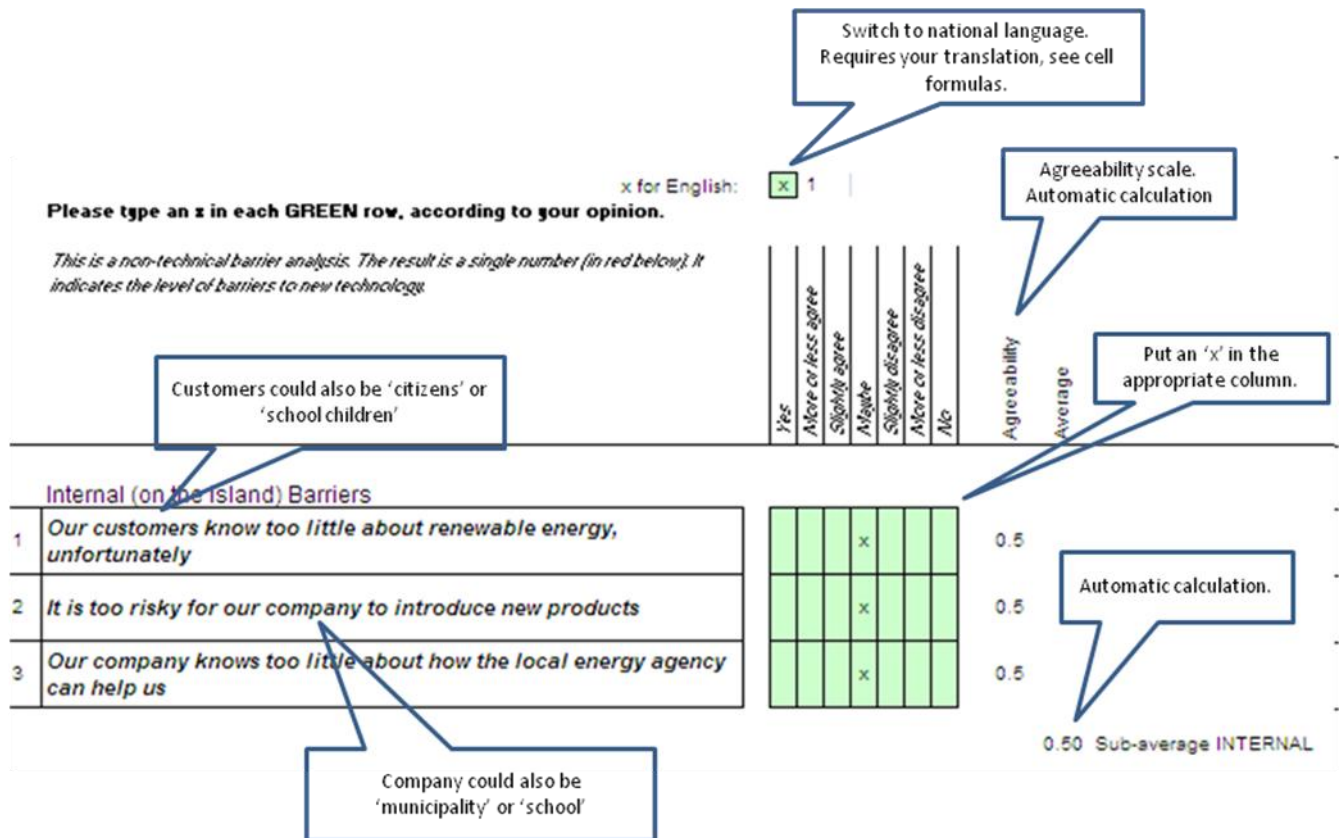 Switch to national language.
Requires your translation, see cell
formulas.
x for English:
x 1
Agreeability scale.
Automatic calculation
Please type an x in each GREEN row, according to your opinion.
This is a non-technical barrier analysis. The result is a single number (in red below). It
indicates the level of barriers to new technology.
Yes
More or less agree
Slightly agree
Maybe
Slightly disagree
More or less disagree
No
Agreeability
Average
Put an ‘x’ in the
appropriate column.
Customers could also be ‘citizens’ or
‘school children’
Internal (on the Island) Barriers
1 Our customers know too little about renewable energy,
unfortunately
x 0.5
2 It is too risky for our company to introduce new products
x 0.5
Automatic calculation.
3 Our company knows too little about how the local energy agency
can help us
x 0.5
0.50 Sub-average INTERNAL
Company could also be
‘municipality’ or ‘school’